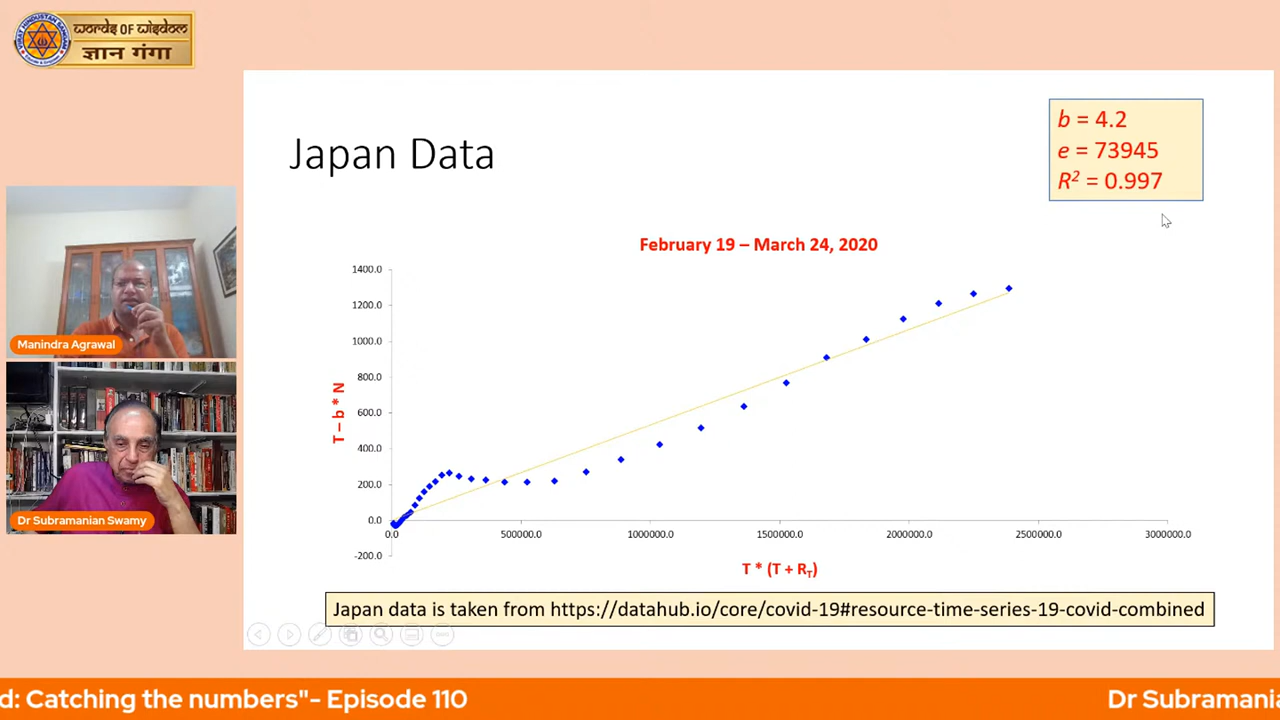 WORDS OF WISDOM
ज्ञान गंगा
VIRAT HINDUSTAN SANGAM
Japan Data
b = 4.2
e = 73945
R² = 0.997
February 19 – March 24, 2020
1400.0
1200.0
1000.0
800.0
600.0
400.0
200.0
0.0
-200.0
T – b * N
0.0 500000.0 1000000.0 1500000.0 2000000.0 2500000.0 3000000.0
T * (T + RT)
Japan data is taken from https://datahub.io/core/covid-19#resource-time-series-19-covid-combined
Manindra Agrawal
Dr Subramanian Swamy
d: Catching the numbers"- Episode 110
Dr Subramania